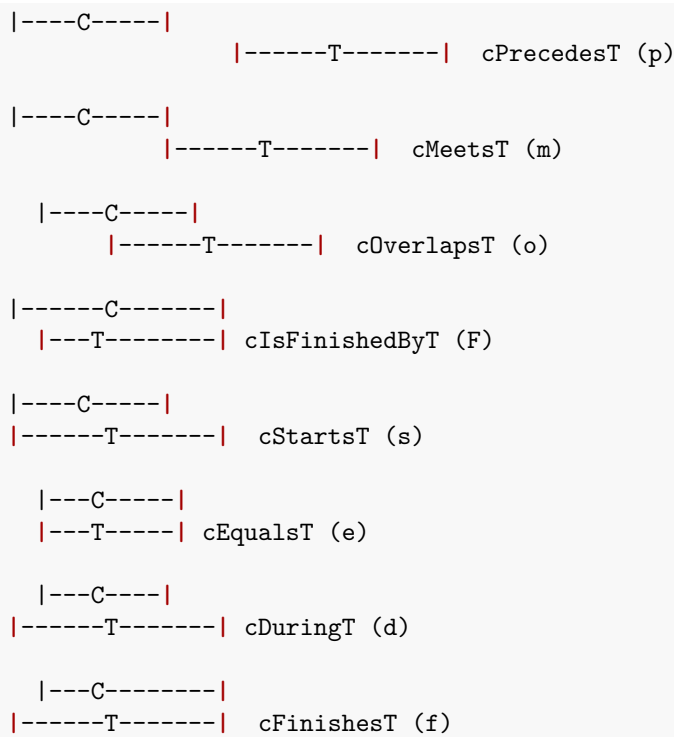 |----C-----|
|------T-------| cPrecedesT (p)
|----C-----|
|------T-------| cMeetsT (m)
|----C-----|
|------T-------| cOverlapsT (o)
|------C-------|
|---T--------| cIsFinishedByT (F)
|----C-----|
|------T-------| cStartsT (s)
|---C-----|
|---T-----| cEqualsT (e)
|---C----|
|------T-------| cDuringT (d)
|---C--------|
|------T-------| cFinishesT (f)